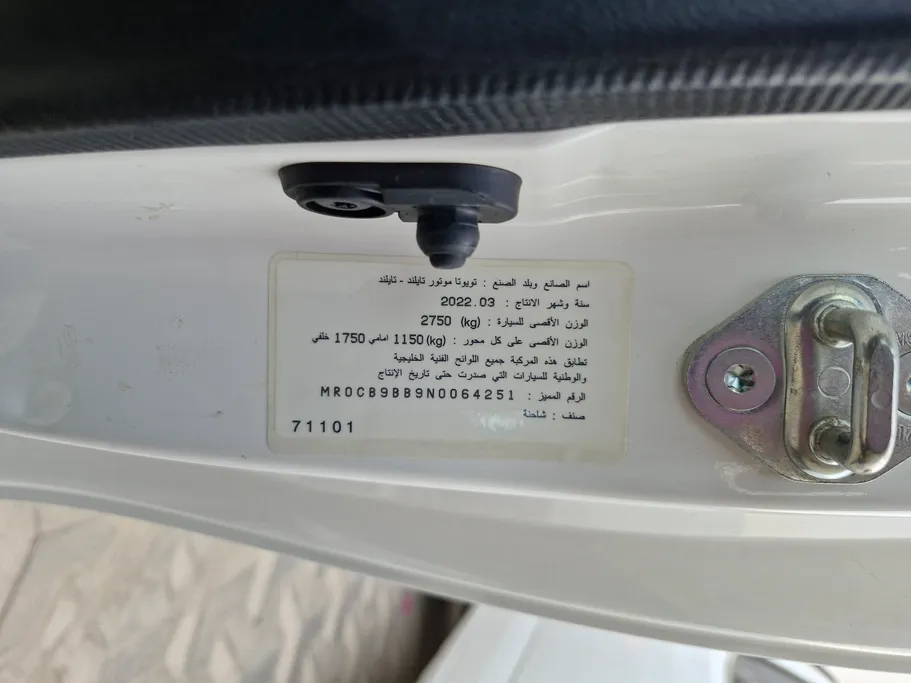 اسم الصانع وبلد الصنع : تويوتا موتور تايلند - تايلند
سنة وشهر الانتاج : 2022.03
الوزن الأقصى للسيارة : (kg) 2750
الوزن الأقصى على كل محور : (kg) 1150 امامي 1750 خلفي
تطابق هذه المركبة جميع اللوائح الفنية الخليجية
والوطنية للسيارات التي صدرت حتى تاريخ الإنتاج
الرقم المميز : MR0CB9BB9N0064251
صنف : شاحنة
71101